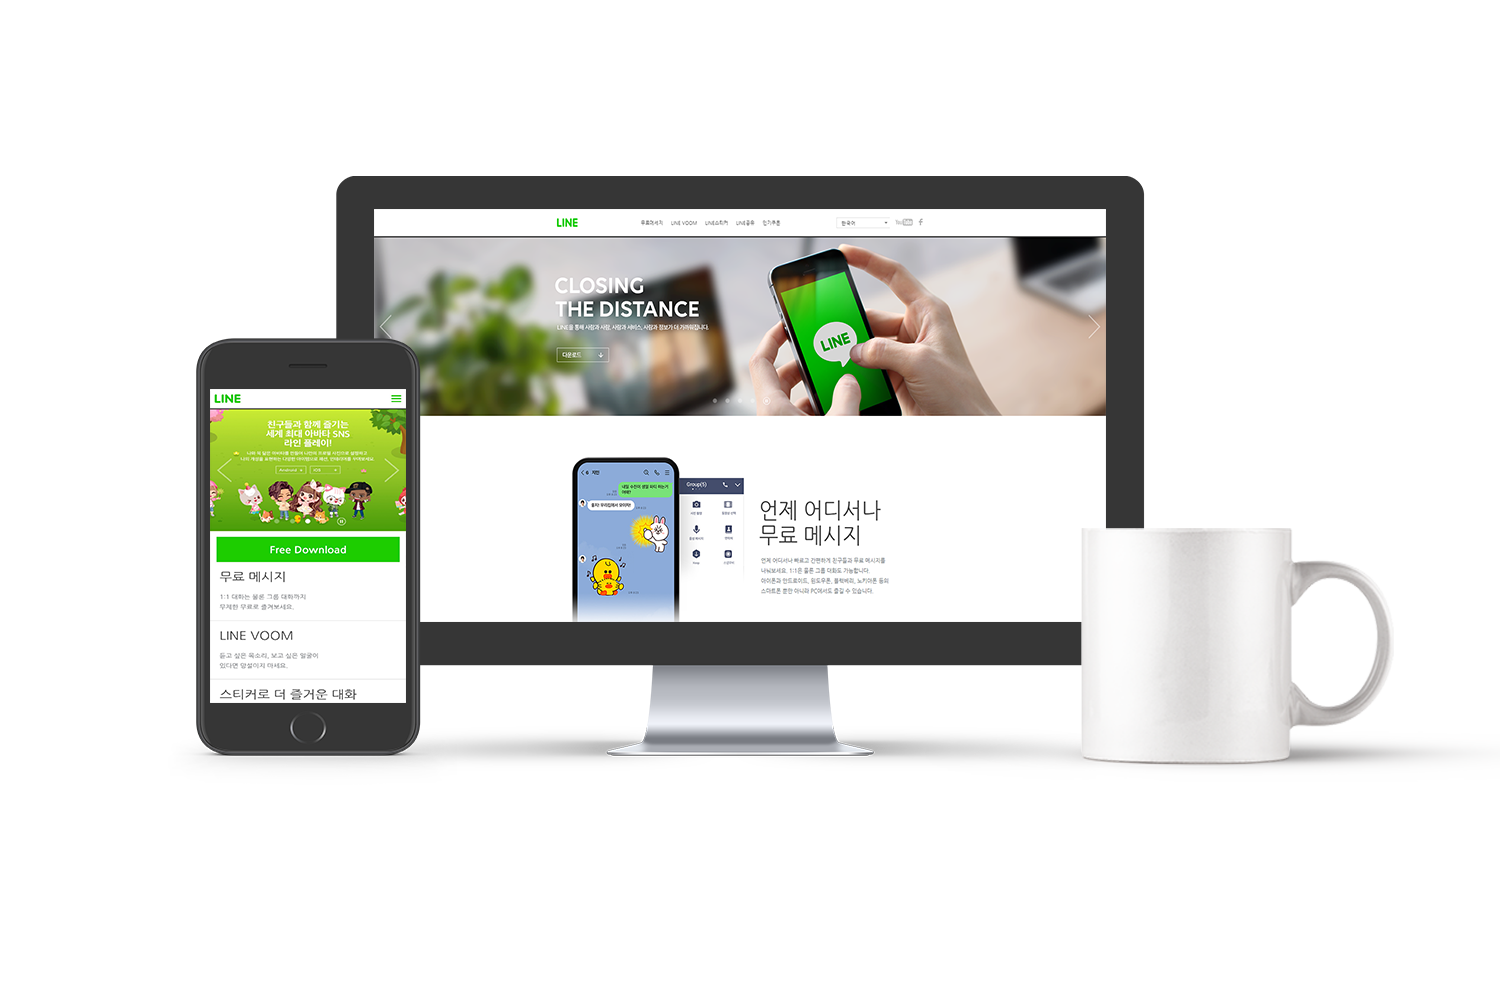 LINE
무료메세지 LINE VOOM LINE스티커 LINE공유 인기쿠폰
한국어
You Tube f
CLOSING
THE DISTANCE
LINE을 통해 사람과 사람, 사람과 서비스, 사람과 정보가 더 가까워집니다.
다운로드
LINE
LINE
친구들과 함께 즐기는
세계 최대 아바타 SNS
라인 플레이!
Android
iOS
Free Download
무료 메시지
1:1 대화는 물론 그룹 대화까지
무제한 무료로 즐겨보세요.
LINE VOOM
듣고 싶은 목소리, 보고 싶은 얼굴이
있다면 망설이지 마세요.
스티커로 더 즐거운 대화
Group(5)
언제 어디서나
무료 메시지
언제 어디서나 빠르고 간편하게 친구들과 무료 메시지를
나눠보세요. 1:1은 물론 그룹 대화도 가능합니다.
아이폰과 안드로이드, 윈도우폰, 블랙베리, 노키아폰 등의
스마트폰 뿐만 아니라 PC에서도 즐길 수 있습니다.